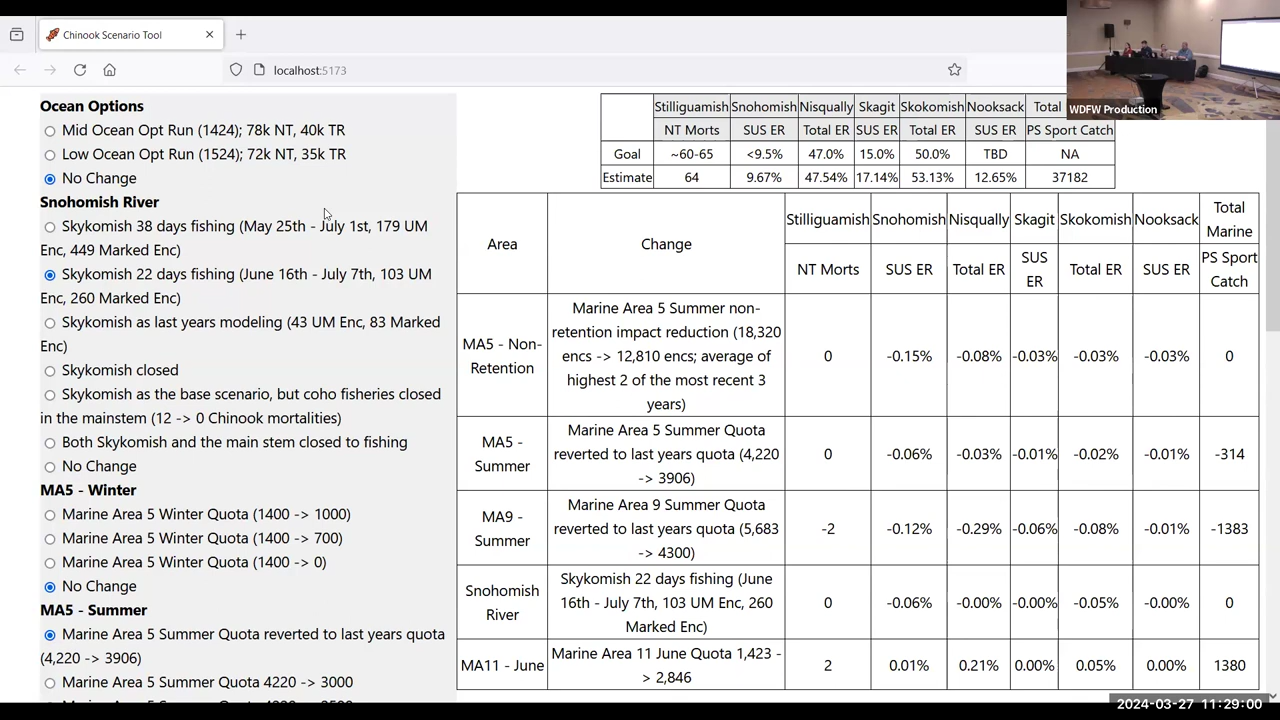 Chinook Scenario Tool
localhost:5173
WDFW Production
Ocean Options
Mid Ocean Opt Run (1424); 78k NT, 40k TR
Low Ocean Opt Run (1524); 72k NT, 35k TR
No Change
Snohomish River
Skykomish 38 days fishing (May 25th - July 1st, 179 UM
Enc, 449 Marked Enc)
Skykomish 22 days fishing (June 16th - July 7th, 103 UM
Enc, 260 Marked Enc)
Skykomish as last years modeling (43 UM Enc, 83 Marked
Enc)
Skykomish closed
Skykomish as the base scenario, but coho fisheries closed
in the mainstem (12 -> 0 Chinook mortalities)
Both Skykomish and the main stem closed to fishing
No Change
MA5 - Winter
Marine Area 5 Winter Quota (1400 -> 1000)
Marine Area 5 Winter Quota (1400 -> 700)
Marine Area 5 Winter Quota (1400 -> 0)
No Change
MA5 - Summer
Marine Area 5 Summer Quota reverted to last years quota
(4,220 -> 3906)
Marine Area 5 Summer Quota 4220 -> 3000
Stilliguamish Snohomish Nisqually Skagit Skokomish Nooksack Total
NT Morts SUS ER Total ER SUS ER Total ER SUS ER PS Sport Catch
Goal ~60-65 <9.5% 47.0% 15.0% 50.0% TBD NA
Estimate 64 9.67% 47.54% 17.14% 53.13% 12.65% 37182
Area Change Stilliguamish Snohomish Nisqually Skagit Skokomish Nooksack Total
Marine
NT Morts SUS ER Total ER SUS
ER Total ER SUS ER PS Sport
Catch
MA5 - Non-
Retention
Marine Area 5 Summer non-
retention impact reduction (18,320
encs -> 12,810 encs; average of
highest 2 of the most recent 3
years)
0 -0.15% -0.08% -0.03% -0.03% -0.03% 0
MA5 -
Summer
Marine Area 5 Summer Quota
reverted to last years quota (4,220
-> 3906)
0 -0.06% -0.03% -0.01% -0.02% -0.01% -314
MA9 -
Summer
Marine Area 9 Summer Quota
reverted to last years quota (5,683
-> 4300)
-2 -0.12% -0.29% -0.06% -0.08% -0.01% -1383
Snohomish
River
Skykomish 22 days fishing (June
16th - July 7th, 103 UM Enc, 260
Marked Enc)
0 -0.06% -0.00% -0.00% -0.05% -0.00% 0
MA11 - June
Marine Area 11 June Quota 1,423 -
> 2,846
2 0.01% 0.21% 0.00% 0.05% 0.00% 1380
2024-03-27 11:29:00